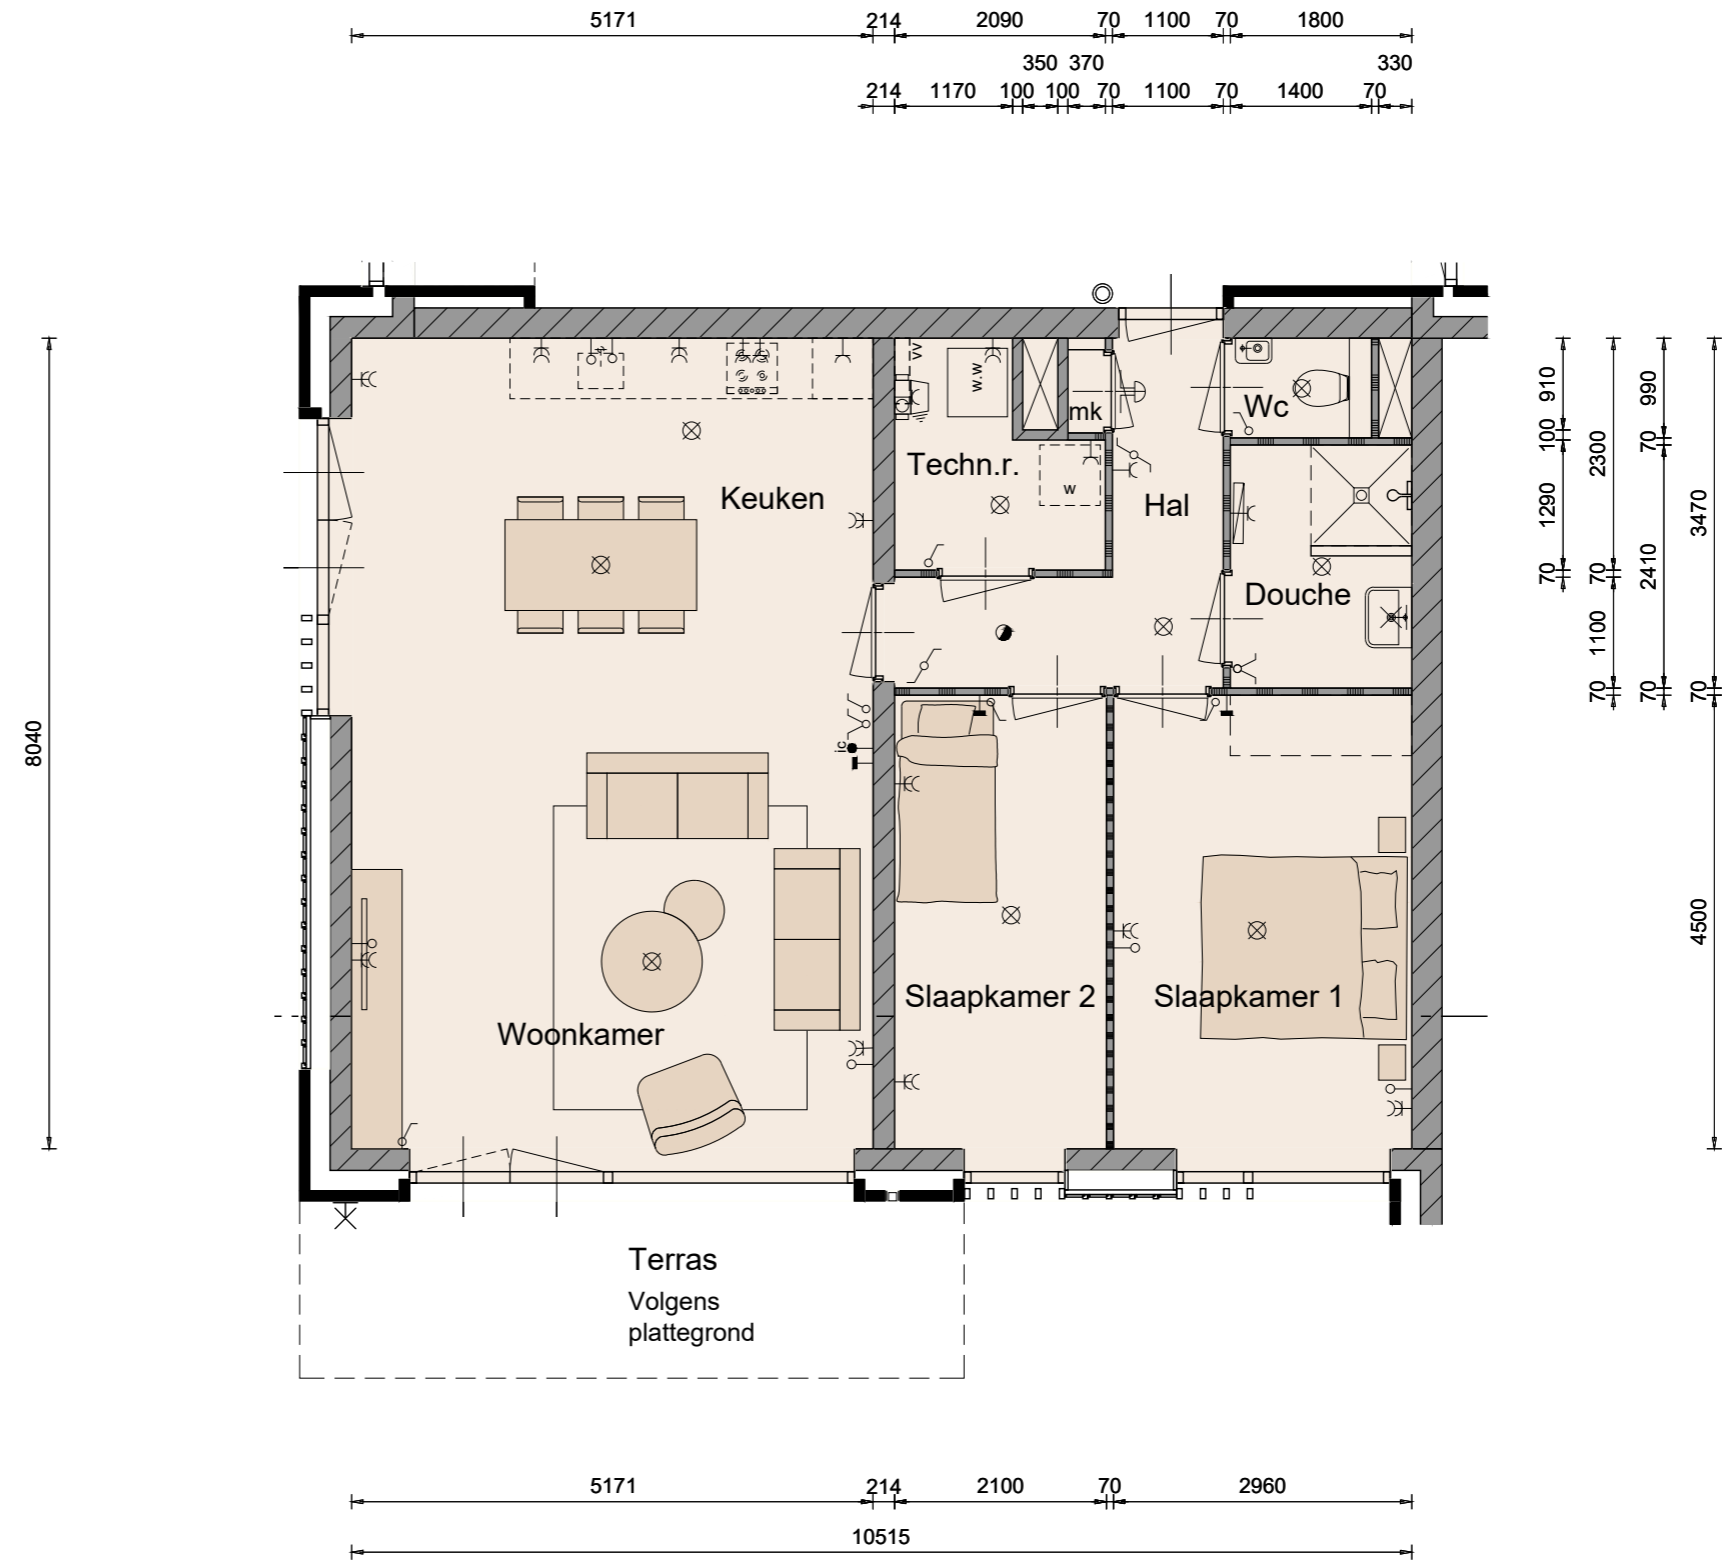 5171 214 2090 70 1100 70 1800
350 370 330
214 1170 100 100 70 1100 70 1400 70
vv
w.w
mk
Wc
Techn.r.
w
Keuken
Hal
Douche
ic
Slaapkamer 2
Slaapkamer 1
Woonkamer
Terras
Volgens
plattegrond
8040
910
100
1290
70
2300
70
1100
70
990
70
2410
70
3470
70
4500
5171 214 2100 70 2960
10515